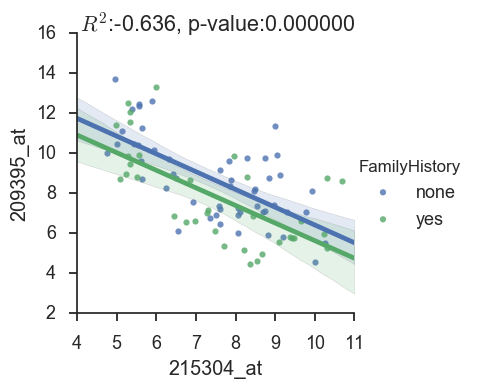 R²:-0.636, p-value:0.000000
16
14
12
10
8
6
4
2
209395_at
4 5 6 7 8 9 10 11
215304_at
FamilyHistory
none
yes